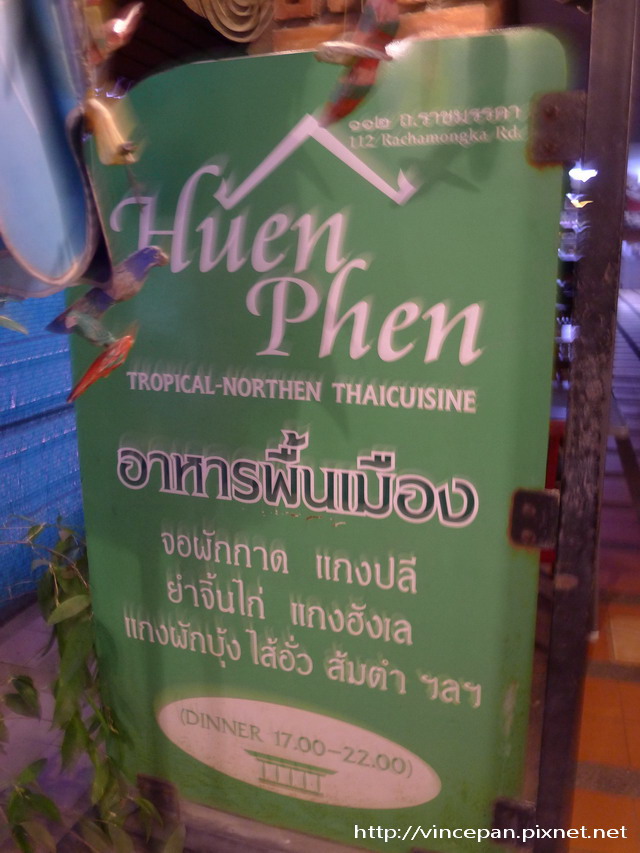 ๑๑๒ ถ.ราชมรรคา
112 Rachamongka Rd.
Huen
Phen
TROPICAL-NORTHEN THAICUISINE
อาหารพื้นเมือง
จอผักกาด แกงปลี
ยำจิ้นไก่ แกงฮังเล
แกงผักบุ้ง ไส้อั่ว ส้มตำ ฯลฯ
(DINNER 17.00-22.00)
http://vincepan.pixnet.net